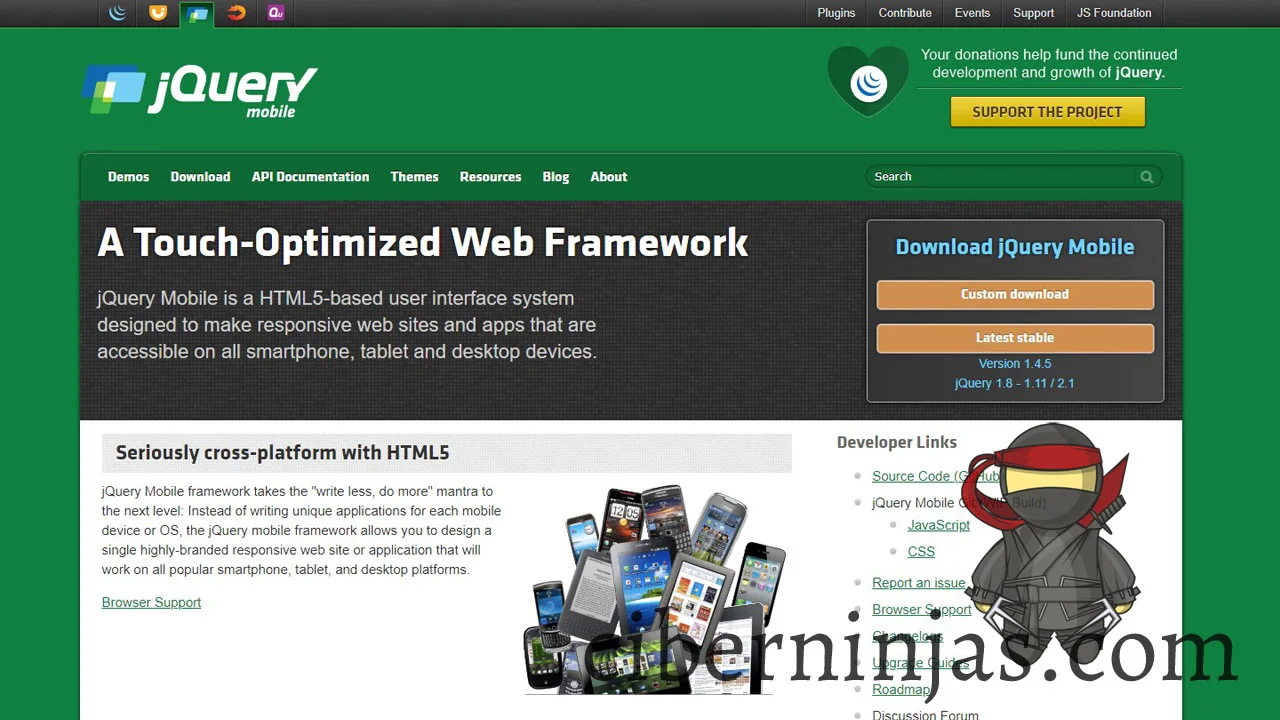 Plugins Contribute Events Support JS Foundation
jQuery
mobile
Your donations help fund the continued
development and growth of jQuery.
SUPPORT THE PROJECT
Demos Download API Documentation Themes Resources Blog About
Search
A Touch-Optimized Web Framework
jQuery Mobile is a HTML5-based user interface system
designed to make responsive web sites and apps that are
accessible on all smartphone, tablet and desktop devices.
Download jQuery Mobile
Custom download
Latest stable
Version 1.4.5
jQuery 1.8 - 1.11 / 2.1
Seriously cross-platform with HTML5
jQuery Mobile framework takes the "write less, do more" mantra to
the next level: Instead of writing unique applications for each mobile
device or OS, the jQuery mobile framework allows you to design a
single highly-branded responsive web site or application that will
work on all popular smartphone, tablet, and desktop platforms.
Browser Support
Developer Links
Source Code (GitHub
jQuery Mobile Git (WIP Build)
JavaScript
CSS
Report an issue
Browser Support
Changelogs
Upgrade Guides
Roadmap
Discussion Forum
ciberninjas.com